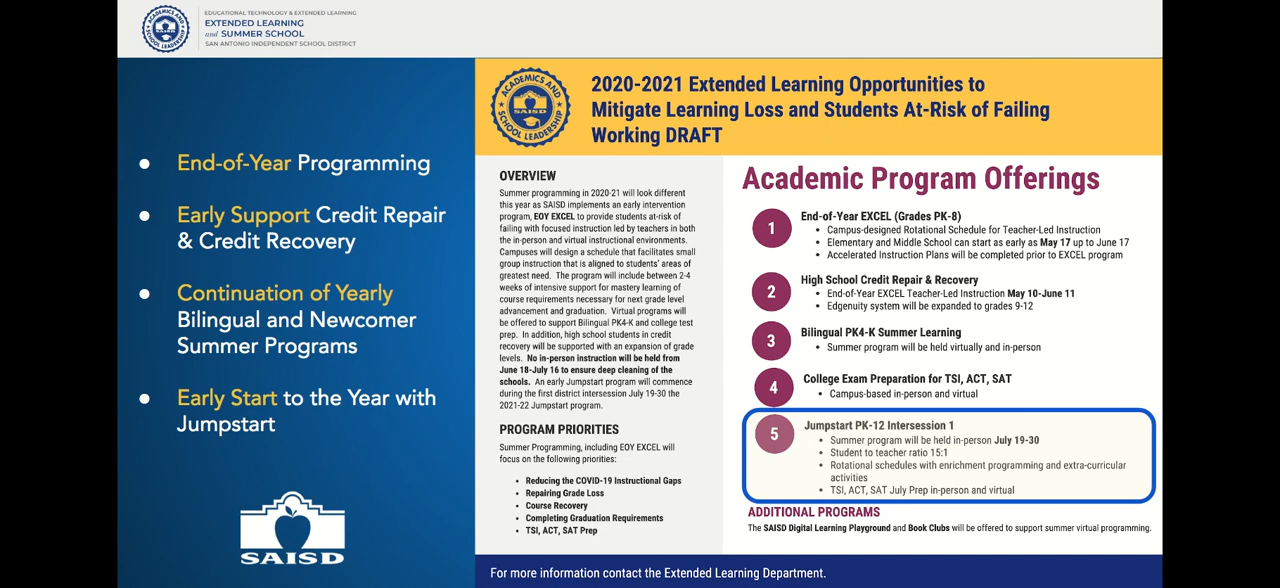 EDUCATIONAL TECHNOLOGY & EXTENDED LEARNING
EXTENDED LEARNING
and SUMMER SCHOOL
SAN ANTONIO INDEPENDENT SCHOOL DISTRICT
ACADEMICS AND
SAISD
SCHOOL LEADERSHIP
• End-of-Year Programming
• Early Support Credit Repair
& Credit Recovery
• Continuation of Yearly
Bilingual and Newcomer
Summer Programs
• Early Start to the Year with
Jumpstart
SAISD
ACADEMICS AND
SAISD
SCHOOL LEADERSHIP
2020-2021 Extended Learning Opportunities to
Mitigate Learning Loss and Students At-Risk of Failing
Working DRAFT
OVERVIEW
Summer programming in 2020-21 will look different
this year as SAISD implements an early intervention
program, EOY EXCEL to provide students at-risk of
failing with focused instruction led by teachers in both
the in-person and virtual instructional environments.
Campuses will design a schedule that facilitates small
group instruction that is aligned to students' areas of
greatest need. The program will include between 2-4
weeks of intensive support for mastery learning of
course requirements necessary for next grade level
advancement and graduation. Virtual programs will
be offered to support Bilingual PK4-K and college test
prep. In addition, high school students in credit
recovery will be supported with an expansion of grade
levels. No in-person instruction will be held from
June 18-July 16 to ensure deep cleaning of the
schools. An early Jumpstart program will commence
during the first district intersession July 19-30 the
2021-22 Jumpstart program.
PROGRAM PRIORITIES
Summer Programming, including EOY EXCEL will
focus on the following priorities:
• Reducing the COVID-19 Instructional Gaps
• Repairing Grade Loss
• Course Recovery
• Completing Graduation Requirements
• TSI, ACT, SAT Prep
Academic Program Offerings
1 End-of-Year EXCEL (Grades PK-8)
• Campus-designed Rotational Schedule for Teacher-Led Instruction
• Elementary and Middle School can start as early as May 17 up to June 17
• Accelerated Instruction Plans will be completed prior to EXCEL program
2 High School Credit Repair & Recovery
• End-of-Year EXCEL Teacher-Led Instruction May 10-June 11
• Edgenuity system will be expanded to grades 9-12
3 Bilingual PK4-K Summer Learning
• Summer program will be held virtually and in-person
4 College Exam Preparation for TSI, ACT, SAT
• Campus-based in-person and virtual
5 Jumpstart PK-12 Intersession 1
• Summer program will be held in-person July 19-30
• Student to teacher ratio 15:1
• Rotational schedules with enrichment programming and extra-curricular
activities
• TSI, ACT, SAT July Prep in-person and virtual
ADDITIONAL PROGRAMS
The SAISD Digital Learning Playground and Book Clubs will be offered to support summer virtual programming.
For more information contact the Extended Learning Department.